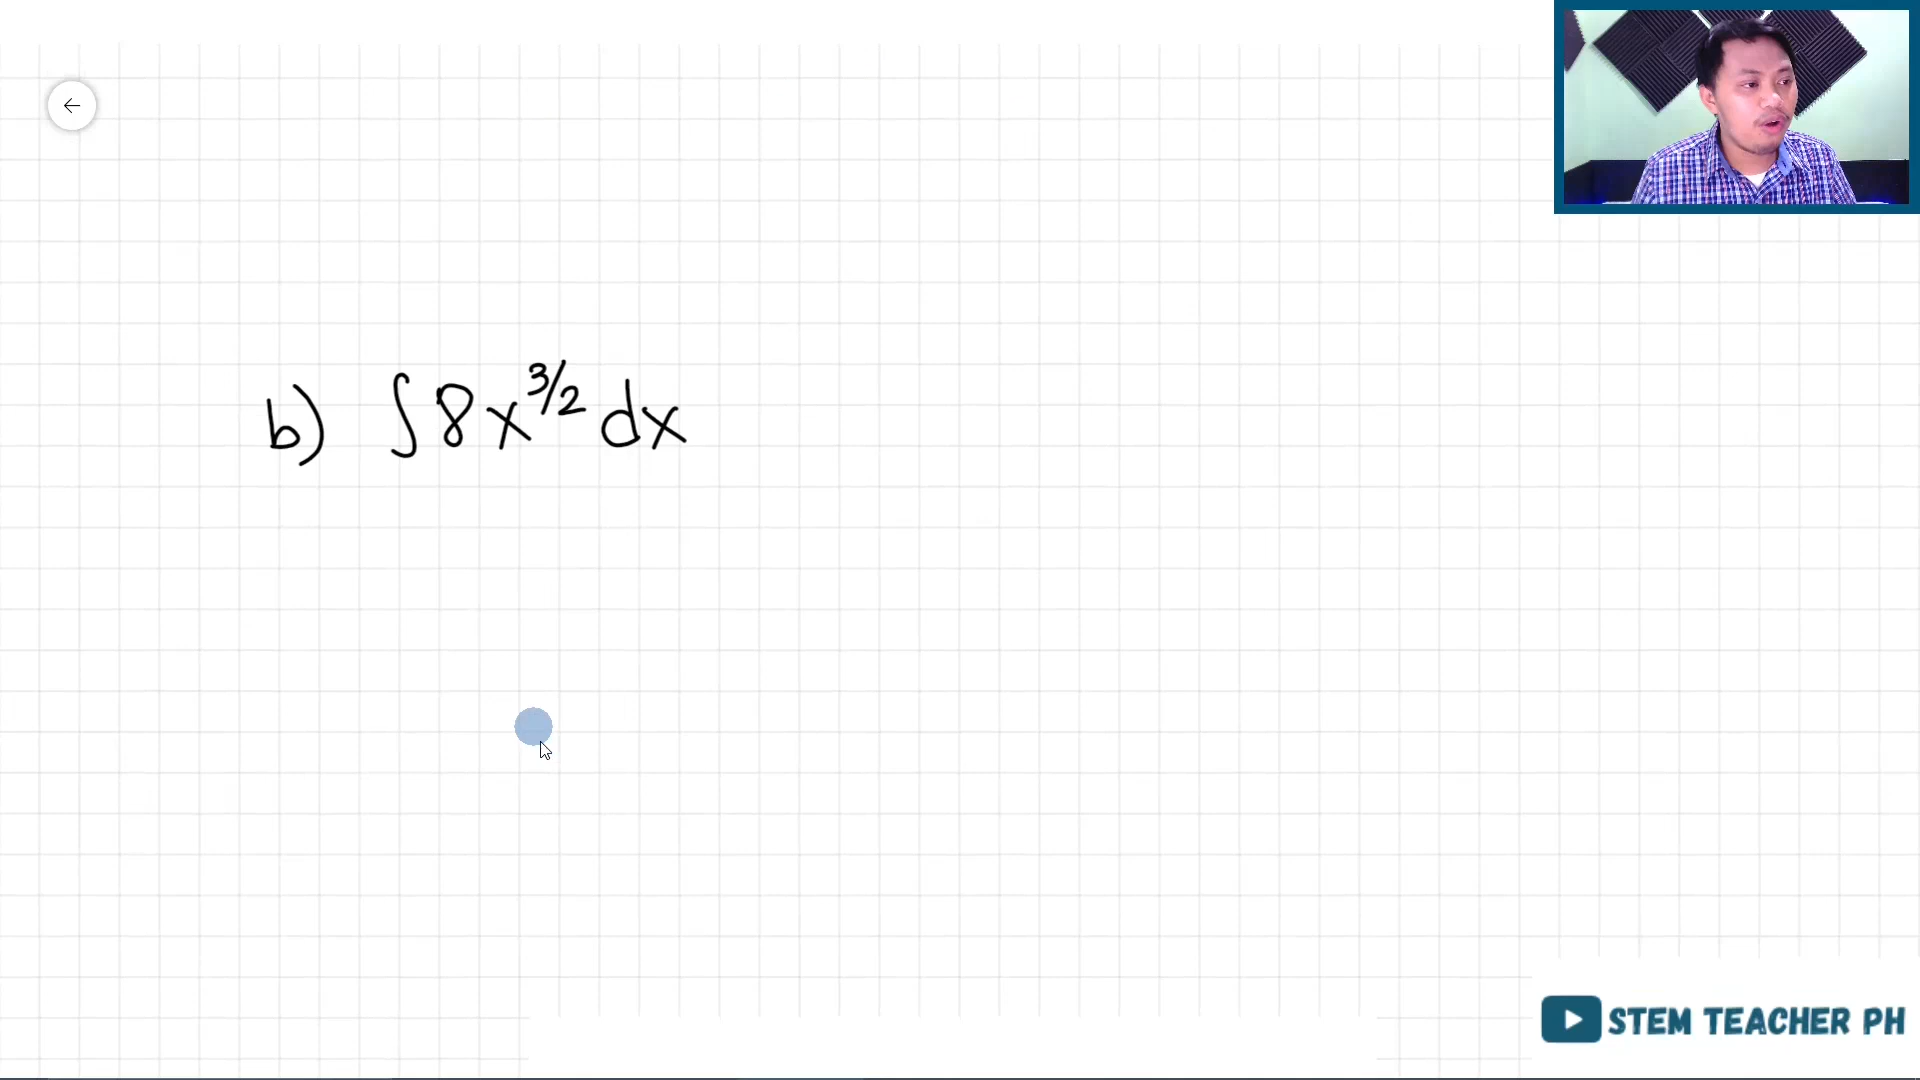 b) ∫8x^{3/2} dx
STEM TEACHER PH